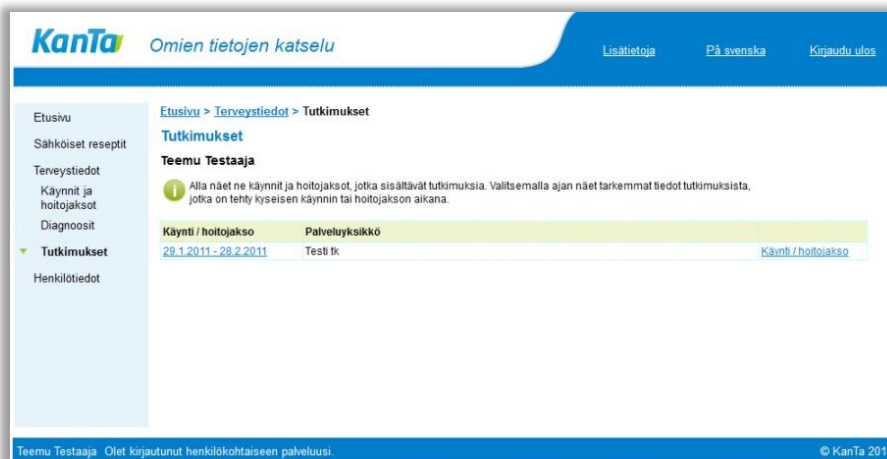 KanTa Omien tietojen katselu
Lisätietoja På svenska Kirjaudu ulos
Etusivu
Sähköiset reseptit
Terveystiedot
Käynnit ja
hoitojaksot
Diagnoosit
Tutkimukset
Henkilötiedot
Etusivu > Terveystiedot > Tutkimukset
Tutkimukset
Teemu Testaaja
Alla näet ne käynnit ja hoitojaksot, jotka sisältävät tutkimuksia. Valitsemalla ajan näet tarkemmat tiedot tutkimuksista,
jotka on tehty kyseisen käynnin tai hoitojakson aikana.
Käynti / hoitojakso Palveluyksikkö
29.1.2011 - 28.2.2011 Testi tk Käynti / hoitojakso
Teemu Testaaja Olet kirjautunut henkilökohtaiseen palveluusi. © KanTa 201